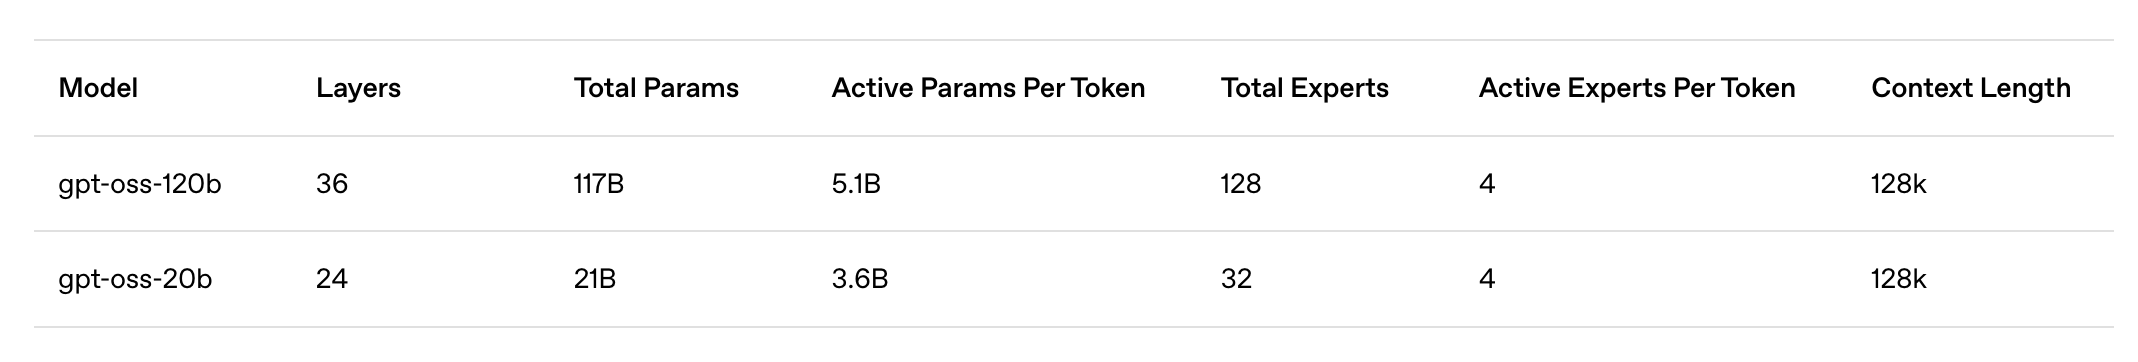 Model Layers Total Params Active Params Per Token Total Experts Active Experts Per Token Context Length
gpt-oss-120b 36 117B 5.1B 128 4 128k
gpt-oss-20b 24 21B 3.6B 32 4 128k